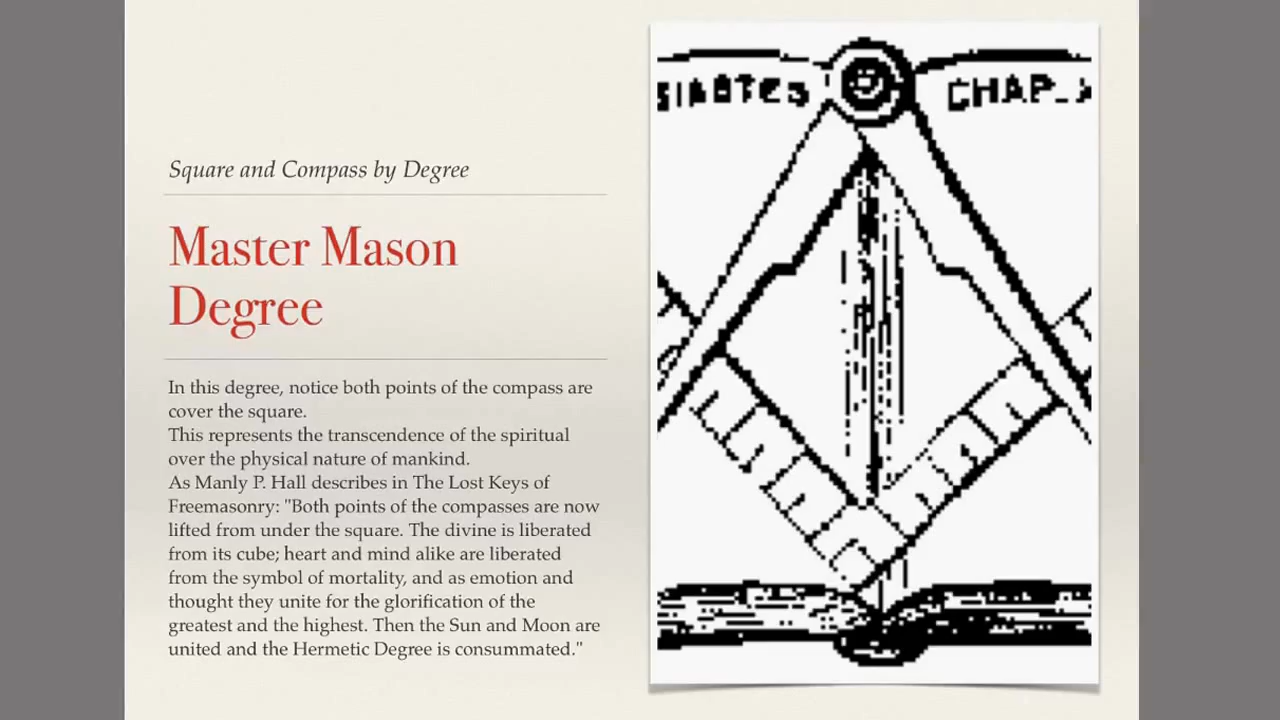 Square and Compass by Degree
Master Mason
Degree
In this degree, notice both points of the compass are
cover the square.
This represents the transcendence of the spiritual
over the physical nature of mankind.
As Manly P. Hall describes in The Lost Keys of
Freemasonry: "Both points of the compasses are now
lifted from under the square. The divine is liberated
from its cube; heart and mind alike are liberated
from the symbol of mortality, and as emotion and
thought they unite for the glorification of the
greatest and the highest. Then the Sun and Moon are
united and the Hermetic Degree is consummated."
CHAP.